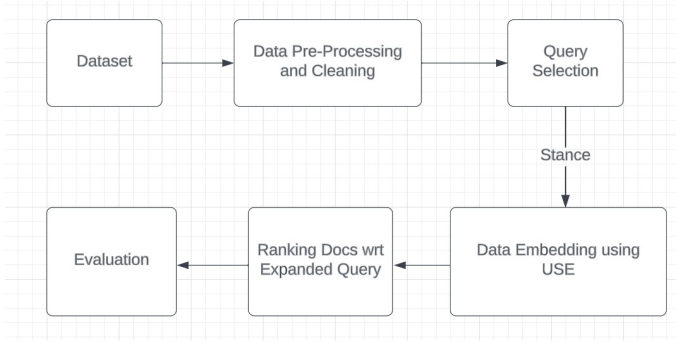 Dataset
Data Pre-Processing
and Cleaning
Query
Selection
Stance
Data Embedding using
USE
Ranking Docs wrt
Expanded Query
Evaluation